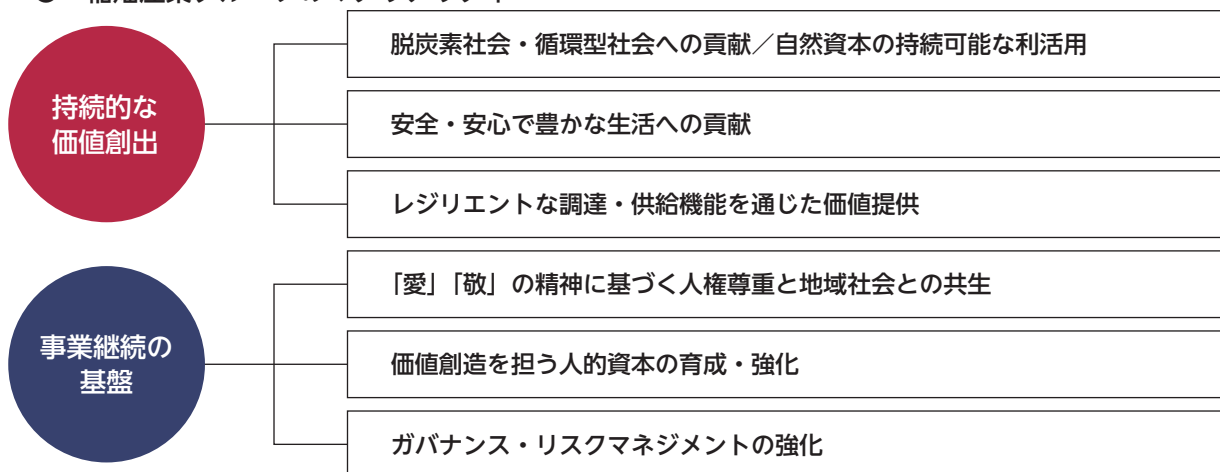 持続的な
価値創出
脱炭素社会・循環型社会への貢献／自然資本の持続可能な利活用
安全・安心で豊かな生活への貢献
レジリエントな調達・供給機能を通じた価値提供
事業継続の
基盤
「愛」「敬」の精神に基づく人権尊重と地域社会との共生
価値創造を担う人的資本の育成・強化
ガバナンス・リスクマネジメントの強化